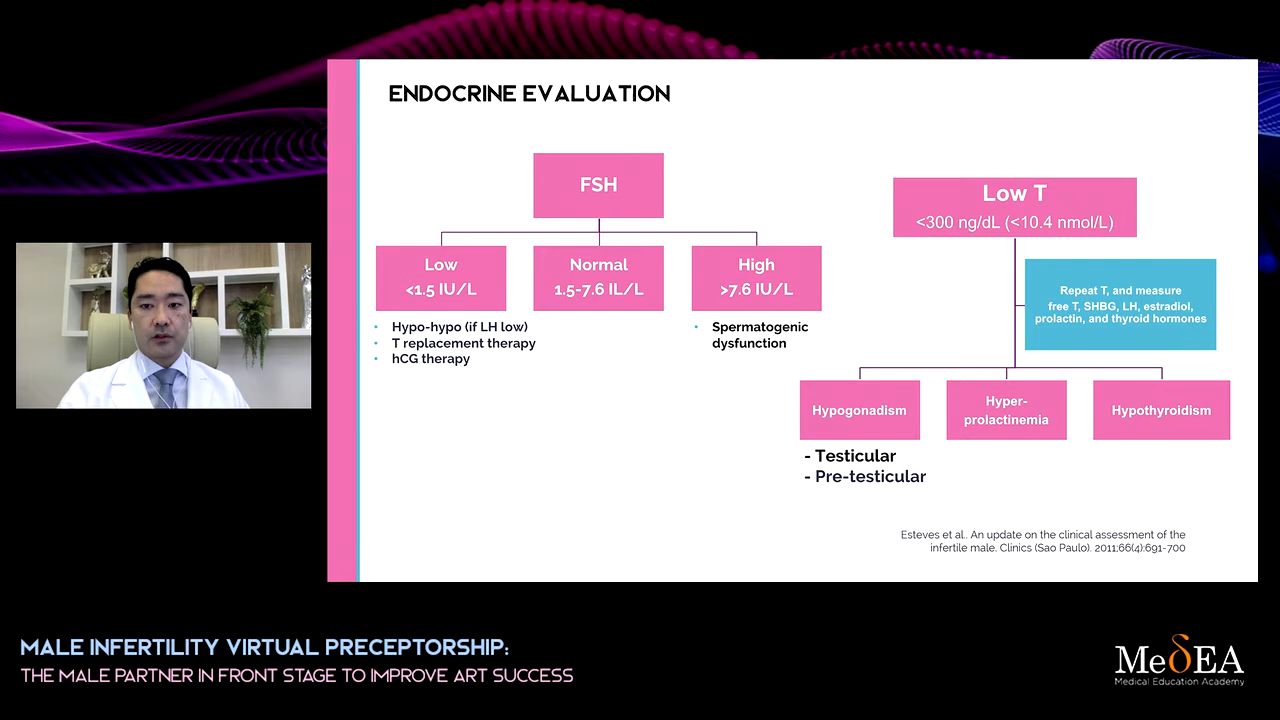 ENDOCRINE EVALUATION
FSH
Low
<1.5 IU/L
Normal
1.5-7.6 IL/L
High
>7.6 IU/L
• Hypo-hypo (if LH low)
• T replacement therapy
• hCG therapy
• Spermatogenic
dysfunction
Low T
<300 ng/dL (<10.4 nmol/L)
Repeat T, and measure
free T, SHBG, LH, estradiol,
prolactin, and thyroid hormones
Hypogonadism
Hyper-
prolactinemia
Hypothyroidism
- Testicular
- Pre-testicular
Esteves et al.. An update on the clinical assessment of the
infertile male. Clinics (Sao Paulo). 2011;66(4):691-700
MALE INFERTILITY VIRTUAL PRECEPTORSHIP:
THE MALE PARTNER IN FRONT STAGE TO IMPROVE ART SUCCESS
MeδEA
Medical Education Academy